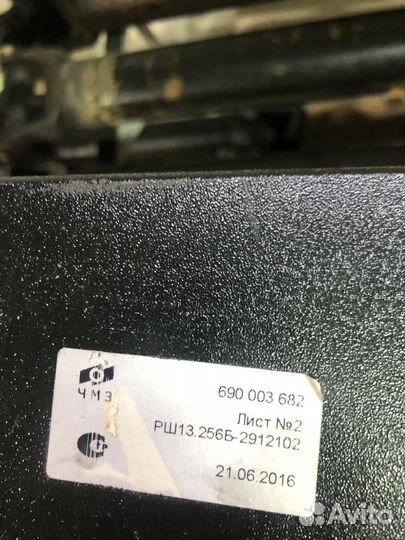 ЧМЗ
690 003 682
Лист №2
РШ13.256Б-2912102
21.06.2016
Avito